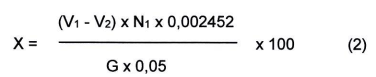 (V₁ - V₂) x N₁ x 0,002452
X = ―――――――― x 100 (2)
G x 0,05